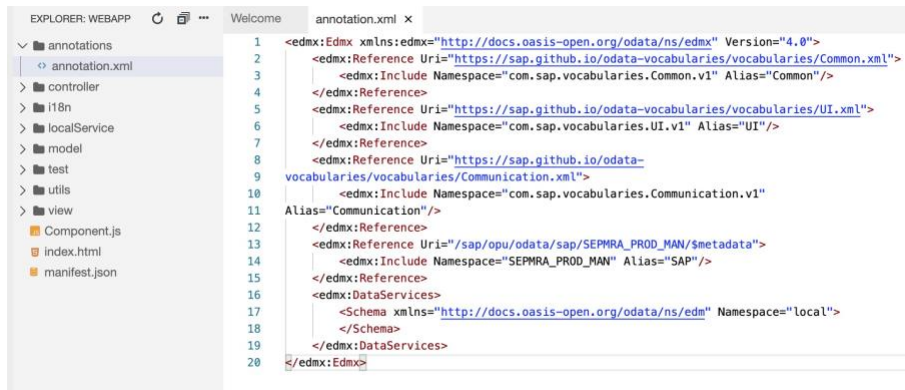 EXPLORER: WEBAPP
Welcome
annotation.xml ×
annotations
annotation.xml
controller
i18n
localService
model
test
utils
view
Component.js
index.html
manifest.json
1 <edmx:Edmx xmlns:edmx="http://docs.oasis-open.org/odata/ns/edmx" Version="4.0">
2 <edmx:Reference Uri="https://sap.github.io/odata-vocabularies/vocabularies/Common.xml">
3 <edmx:Include Namespace="com.sap.vocabularies.Common.v1" Alias="Common"/>
4 </edmx:Reference>
5 <edmx:Reference Uri="https://sap.github.io/odata-vocabularies/vocabularies/UI.xml">
6 <edmx:Include Namespace="com.sap.vocabularies.UI.v1" Alias="UI"/>
7 </edmx:Reference>
8 <edmx:Reference Uri="https://sap.github.io/odata-
9 vocabularies/vocabularies/Communication.xml">
10 <edmx:Include Namespace="com.sap.vocabularies.Communication.v1"
11 Alias="Communication"/>
12 </edmx:Reference>
13 <edmx:Reference Uri="/sap/opu/odata/sap/SEPMRA_PROD_MAN/$metadata">
14 <edmx:Include Namespace="SEPMRA_PROD_MAN" Alias="SAP"/>
15 </edmx:Reference>
16 <edmx:DataServices>
17 <Schema xmlns="http://docs.oasis-open.org/odata/ns/edm" Namespace="local">
18 </Schema>
19 </edmx:DataServices>
20 </edmx:Edmx>